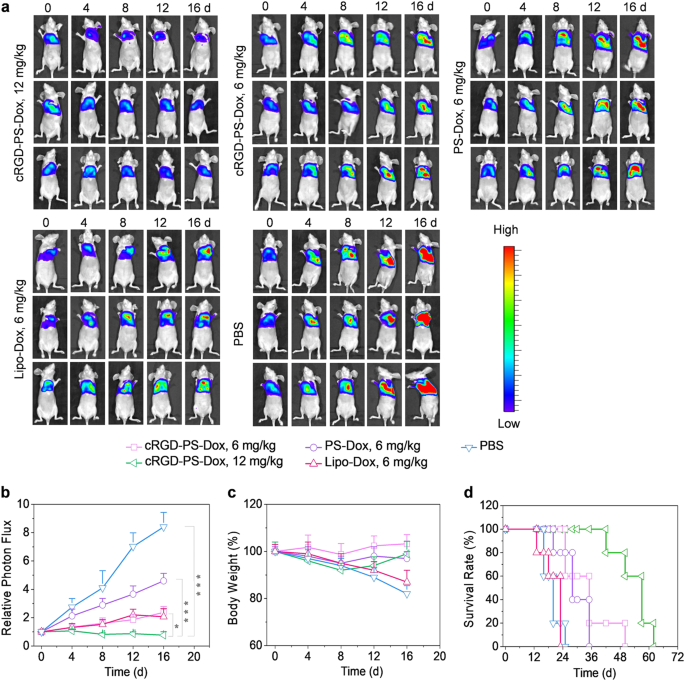 a
0 4 8 12 16 d
cRGD-PS-Dox, 12 mg/kg
0 4 8 12 16 d
cRGD-PS-Dox, 6 mg/kg
0 4 8 12 16 d
PS-Dox, 6 mg/kg
0 4 8 12 16 d
Lipo-Dox, 6 mg/kg
0 4 8 12 16 d
PBS
High
Low
cRGD-PS-Dox, 6 mg/kg PS-Dox, 6 mg/kg PBS
cRGD-PS-Dox, 12 mg/kg Lipo-Dox, 6 mg/kg
b
Relative Photon Flux
10
8
6
4
2
0
* *** ***
0 4 8 12 16 20
Time (d)
c
Body Weight (%)
120
100
80
60
0 4 8 12 16 20
Time (d)
d
Survival Rate (%)
120
100
80
60
40
20
0
0 12 24 36 48 60
Time (d)